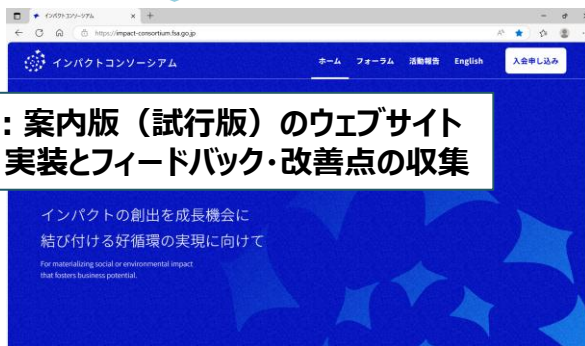 インパクトコンソーシアム
https://impact-consortium.fsa.go.jp
インパクトコンソーシアム
ホーム フォーラム 活動報告 English 入会申し込み
:案内版（試行版）のウェブサイト
実装とフィードバック・改善点の収集
インパクトの創出を成長機会に
結び付ける好循環の実現に向けて
For materializing social or environmental impact
that fosters business potential.